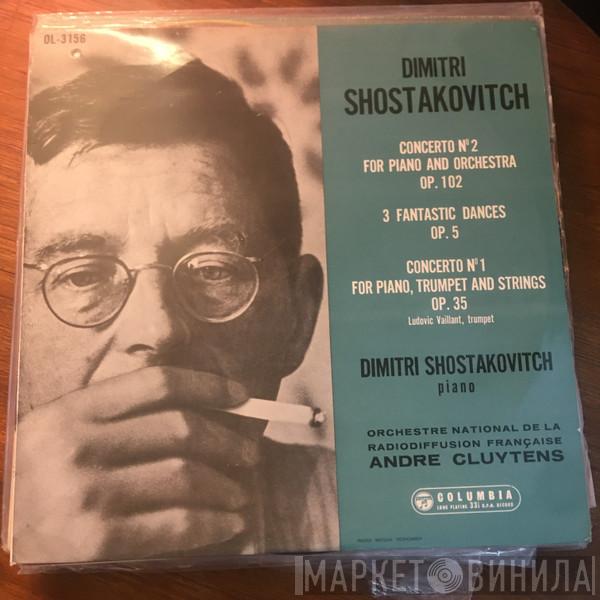 OL-3156
DIMITRI
SHOSTAKOVITCH
CONCERTO Nº2
FOR PIANO AND ORCHESTRA
OP. 102
3 FANTASTIC DANCES
OP. 5
CONCERTO Nº1
FOR PIANO, TRUMPET AND STRINGS
OP. 35
Ludovic Vaillant, trumpet
DIMITRI SHOSTAKOVITCH
piano
ORCHESTRE NATIONAL DE LA
RADIODIFFUSION FRANÇAISE
ANDRE CLUYTENS
COLUMBIA
LONG PLAYING 33⅓ R.P.M. RECORD
МАРКЕТ ВИНИЛА